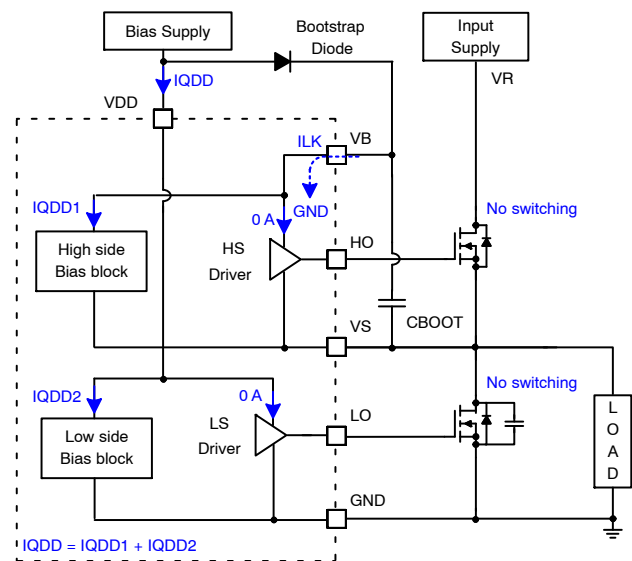 Bias Supply
Bootstrap
Diode
Input
Supply
IQDD
VR
VDD
ILK
VB
IQDD1
0 A
GND
No switching
High side
Bias block
HS
Driver
HO
CBOOT
VS
IQDD2
0 A
No switching
Low side
Bias block
LS
Driver
LO
L
O
A
D
GND
IQDD = IQDD1 + IQDD2